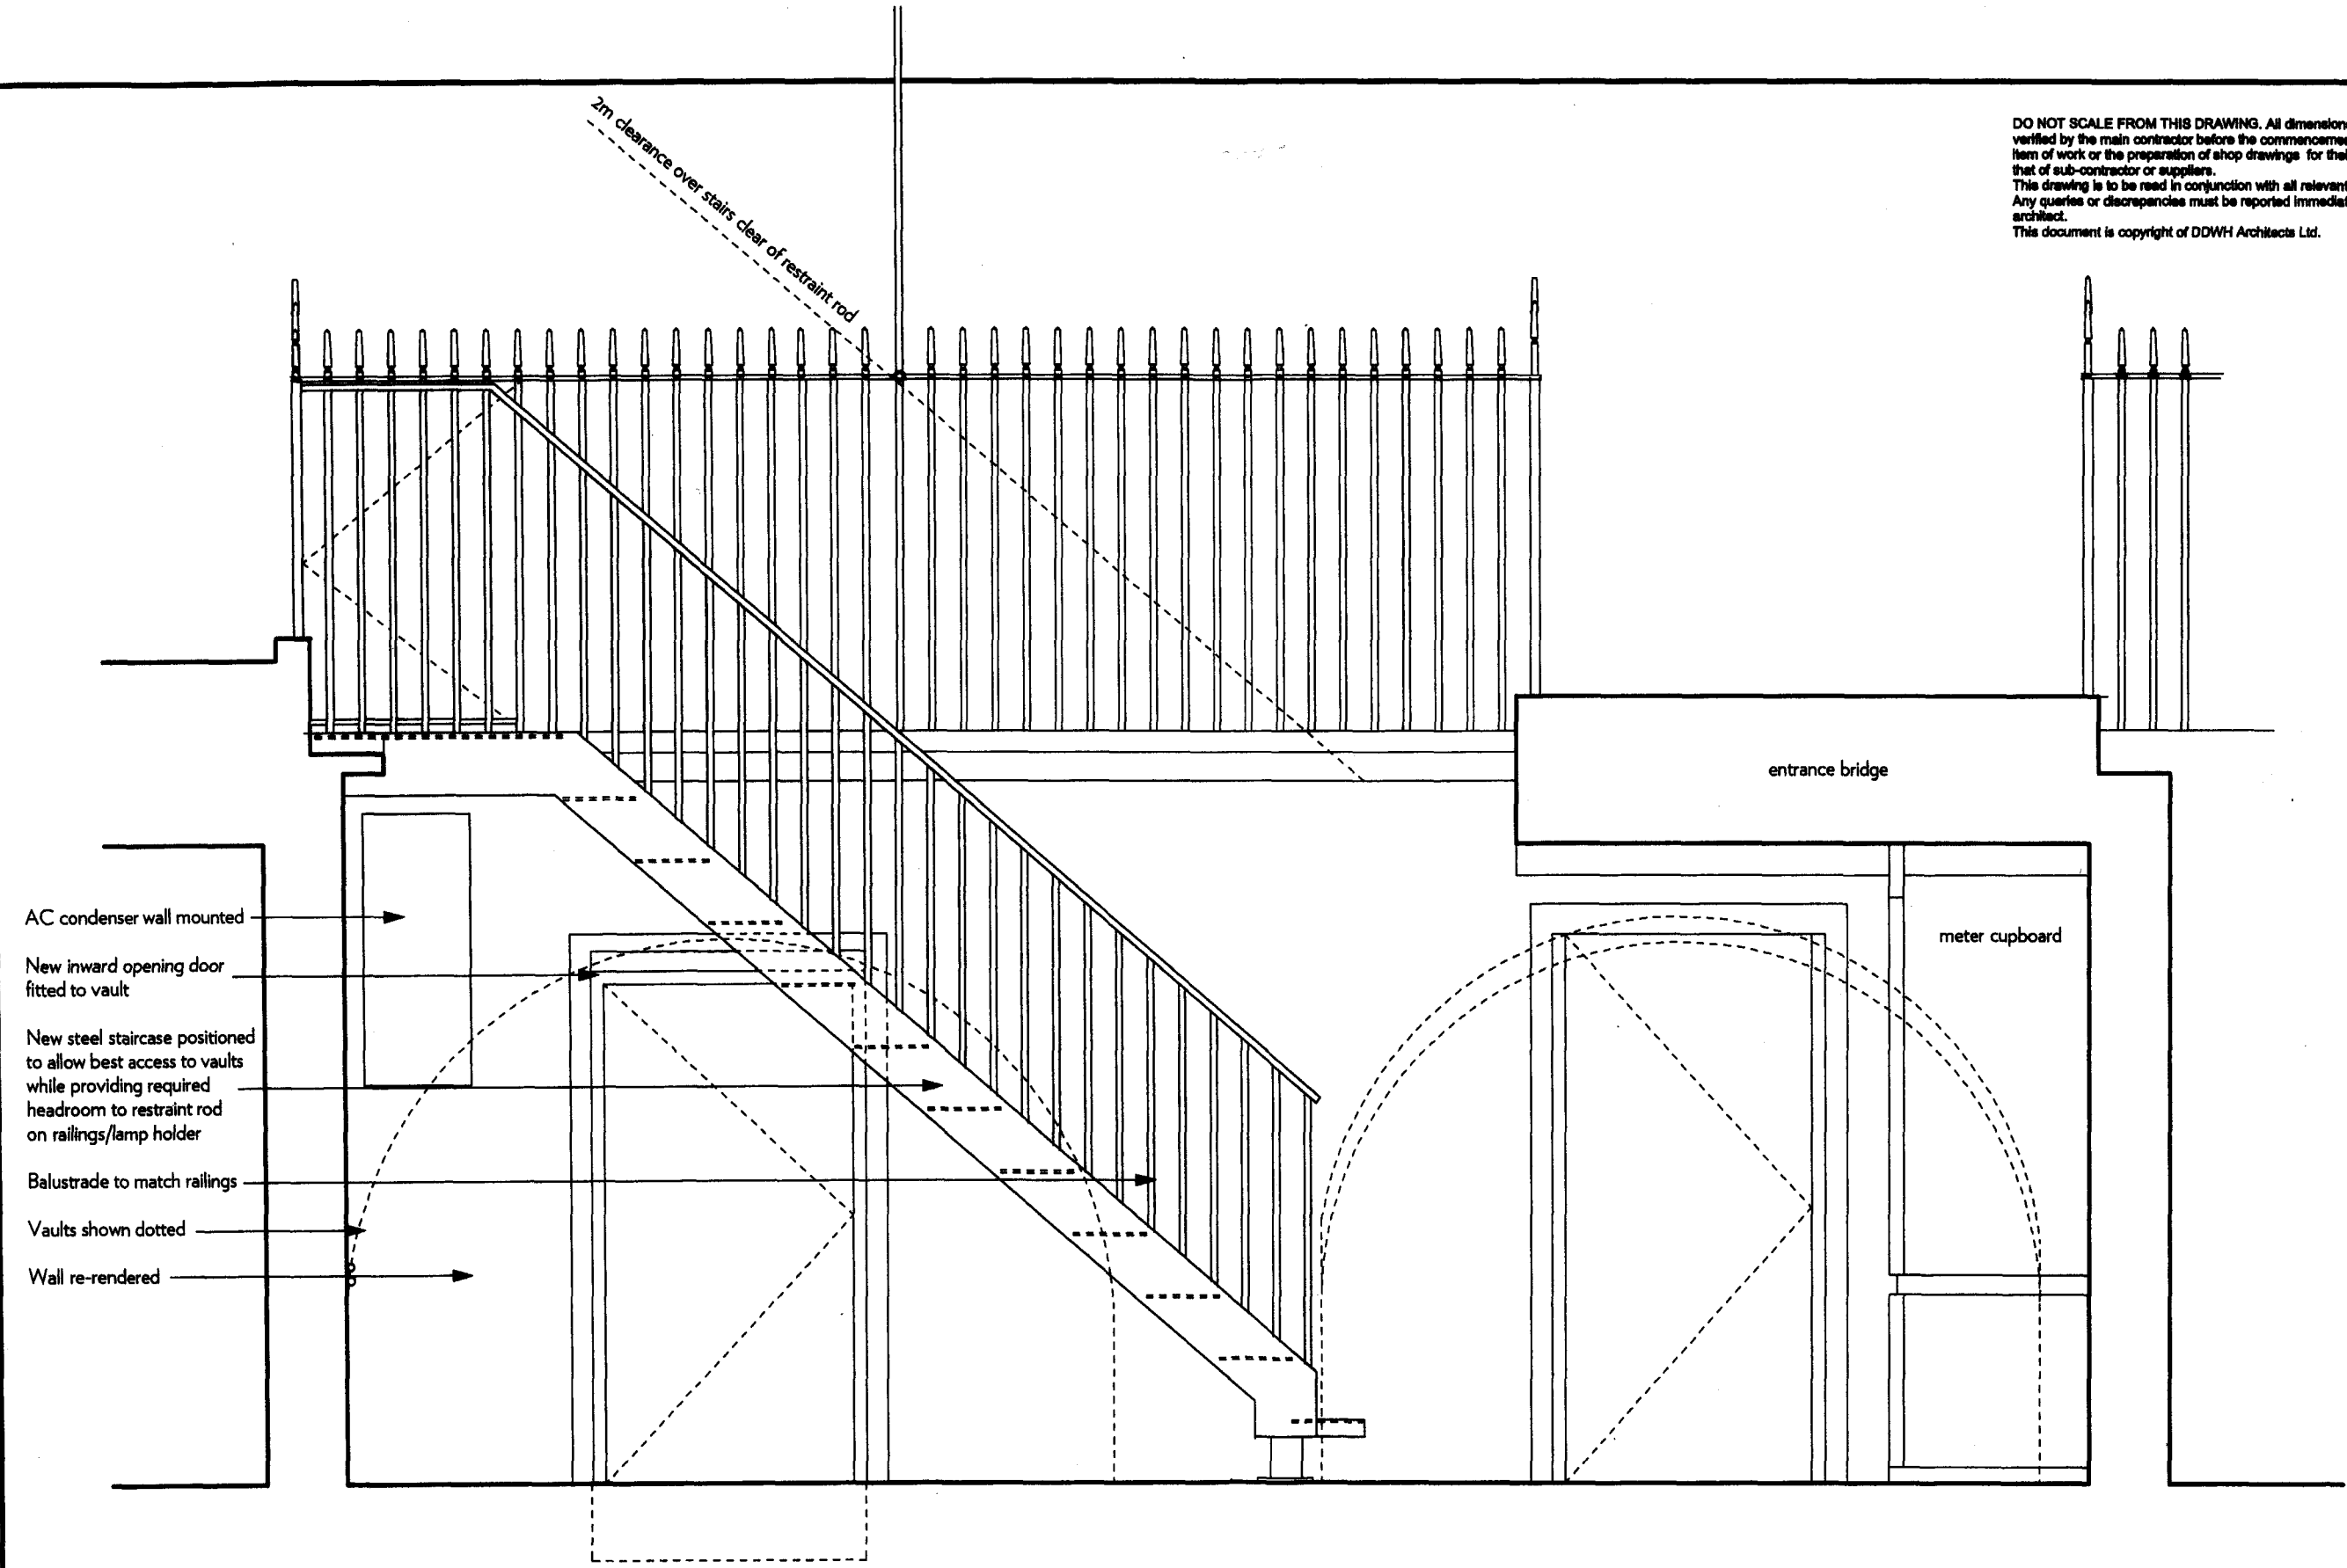 2m clearance over stairs clear of restraint rod
DO NOT SCALE FROM THIS DRAWING. All dimension
verified by the main contractor before the commenceme
item of work or the preparation of shop drawings for thei
that of sub-contractor or suppliers.
This drawing is to be read in conjunction with all relevant
Any queries or discrepancies must be reported immediat
architect.
This document is copyright of DDWH Architects Ltd.
entrance bridge
meter cupboard
AC condenser wall mounted
New inward opening door
fitted to vault
New steel staircase positioned
to allow best access to vaults
while providing required
headroom to restraint rod
on railings/lamp holder
Balustrade to match railings
Vaults shown dotted
Wall re-rendered